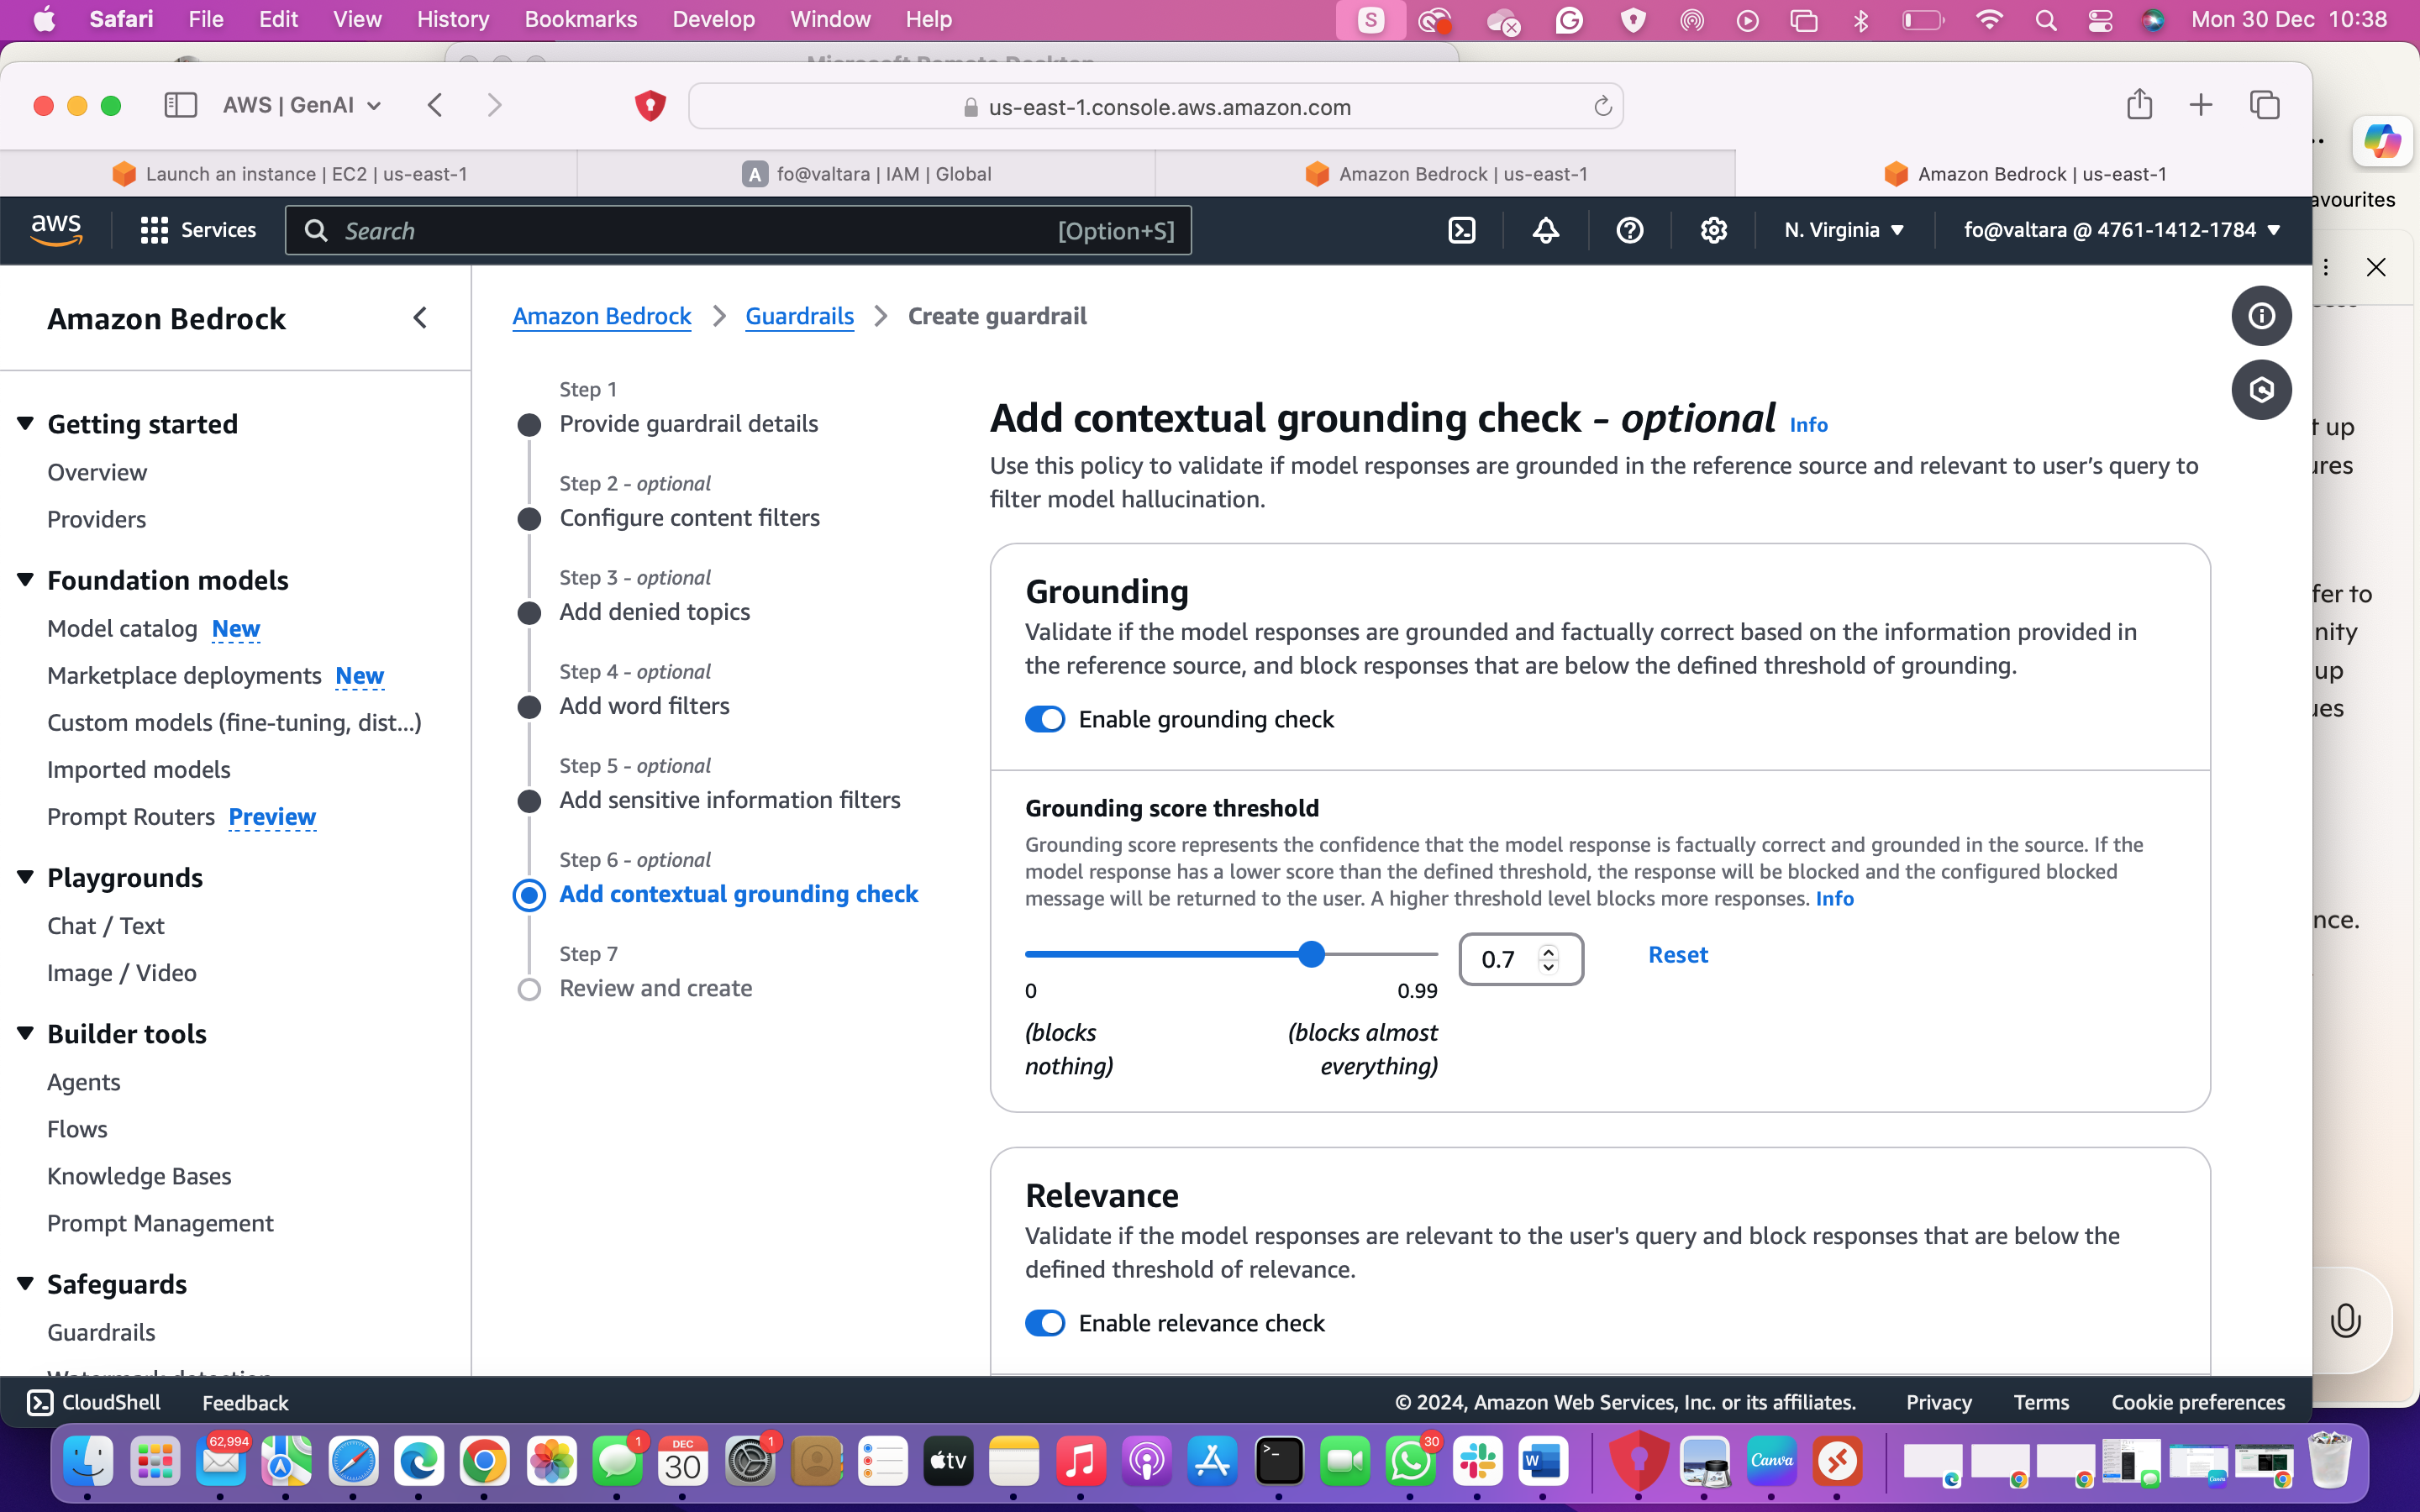 Safari File Edit View History Bookmarks Develop Window Help
Mon 30 Dec 10:38
AWS | GenAI
us-east-1.console.aws.amazon.com
Launch an instance | EC2 | us-east-1
A fo@valtara | IAM | Global
Amazon Bedrock | us-east-1
Amazon Bedrock | us-east-1
avourites
aws
Services
Search
[Option+S]
N. Virginia
fo@valtara @ 4761-1412-1784
Amazon Bedrock
Getting started
Overview
Providers
Foundation models
Model catalog New
Marketplace deployments New
Custom models (fine-tuning, dist...)
Imported models
Prompt Routers Preview
Playgrounds
Chat / Text
Image / Video
Builder tools
Agents
Flows
Knowledge Bases
Prompt Management
Safeguards
Guardrails
Watermark detection
Amazon Bedrock
Guardrails
Create guardrail
Step 1
Provide guardrail details
Step 2 - optional
Configure content filters
Step 3 - optional
Add denied topics
Step 4 - optional
Add word filters
Step 5 - optional
Add sensitive information filters
Step 6 - optional
Add contextual grounding check
Step 7
Review and create
Add contextual grounding check - optional Info
Use this policy to validate if model responses are grounded in the reference source and relevant to user’s query to
filter model hallucination.
Grounding
Validate if the model responses are grounded and factually correct based on the information provided in
the reference source, and block responses that are below the defined threshold of grounding.
Enable grounding check
Grounding score threshold
Grounding score represents the confidence that the model response is factually correct and grounded in the source. If the
model response has a lower score than the defined threshold, the response will be blocked and the configured blocked
message will be returned to the user. A higher threshold level blocks more responses. Info
0.7
Reset
0
0.99
(blocks
nothing)
(blocks almost
everything)
Relevance
Validate if the model responses are relevant to the user's query and block responses that are below the
defined threshold of relevance.
Enable relevance check
up
fer to
nity
up
nce.
CloudShell
Feedback
© 2024, Amazon Web Services, Inc. or its affiliates.
Privacy
Terms
Cookie preferences
62,994
1
DEC
30
1
tv
30
W
Canva